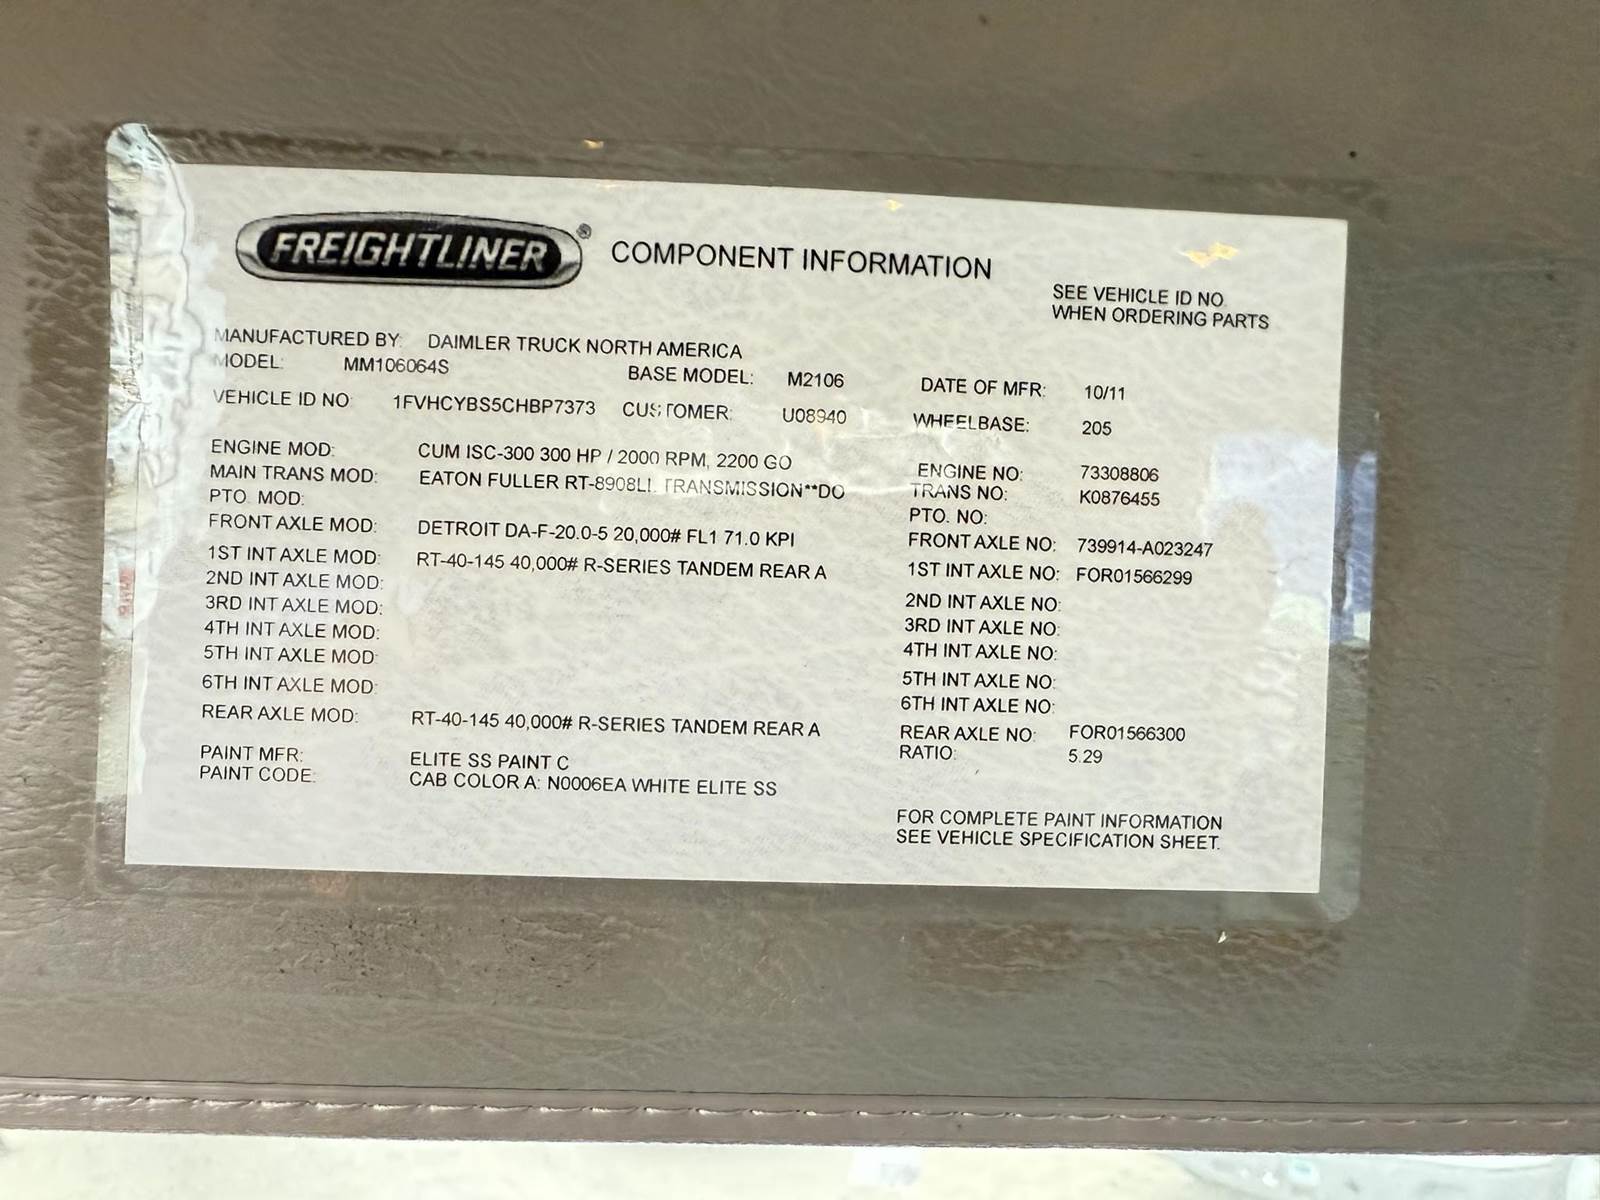 FREIGHTLINER® COMPONENT INFORMATION
SEE VEHICLE ID NO.
WHEN ORDERING PARTS
MANUFACTURED BY: DAIMLER TRUCK NORTH AMERICA
MODEL: MM106064S BASE MODEL: M2106 DATE OF MFR: 10/11
VEHICLE ID NO: 1FVHCYBS5CHBP7373 CUSTOMER: U08940 WHEELBASE: 205
ENGINE MOD: CUM ISC-300 300 HP / 2000 RPM, 2200 GO ENGINE NO: 73308806
MAIN TRANS MOD: EATON FULLER RT-8908LL TRANSMISSION**DO TRANS NO: K0876455
PTO. MOD: PTO. NO:
FRONT AXLE MOD: DETROIT DA-F-20.0-5 20,000# FL1 71.0 KPI FRONT AXLE NO: 739914-A023247
1ST INT AXLE MOD: RT-40-145 40,000# R-SERIES TANDEM REAR A 1ST INT AXLE NO: FOR01566299
2ND INT AXLE MOD: 2ND INT AXLE NO:
3RD INT AXLE MOD: 3RD INT AXLE NO:
4TH INT AXLE MOD: 4TH INT AXLE NO:
5TH INT AXLE MOD: 5TH INT AXLE NO:
6TH INT AXLE MOD: 6TH INT AXLE NO:
REAR AXLE MOD: RT-40-145 40,000# R-SERIES TANDEM REAR A REAR AXLE NO: FOR01566300
RATIO: 5.29
PAINT MFR: ELITE SS PAINT C
PAINT CODE: CAB COLOR A: N0006EA WHITE ELITE SS
FOR COMPLETE PAINT INFORMATION
SEE VEHICLE SPECIFICATION SHEET.